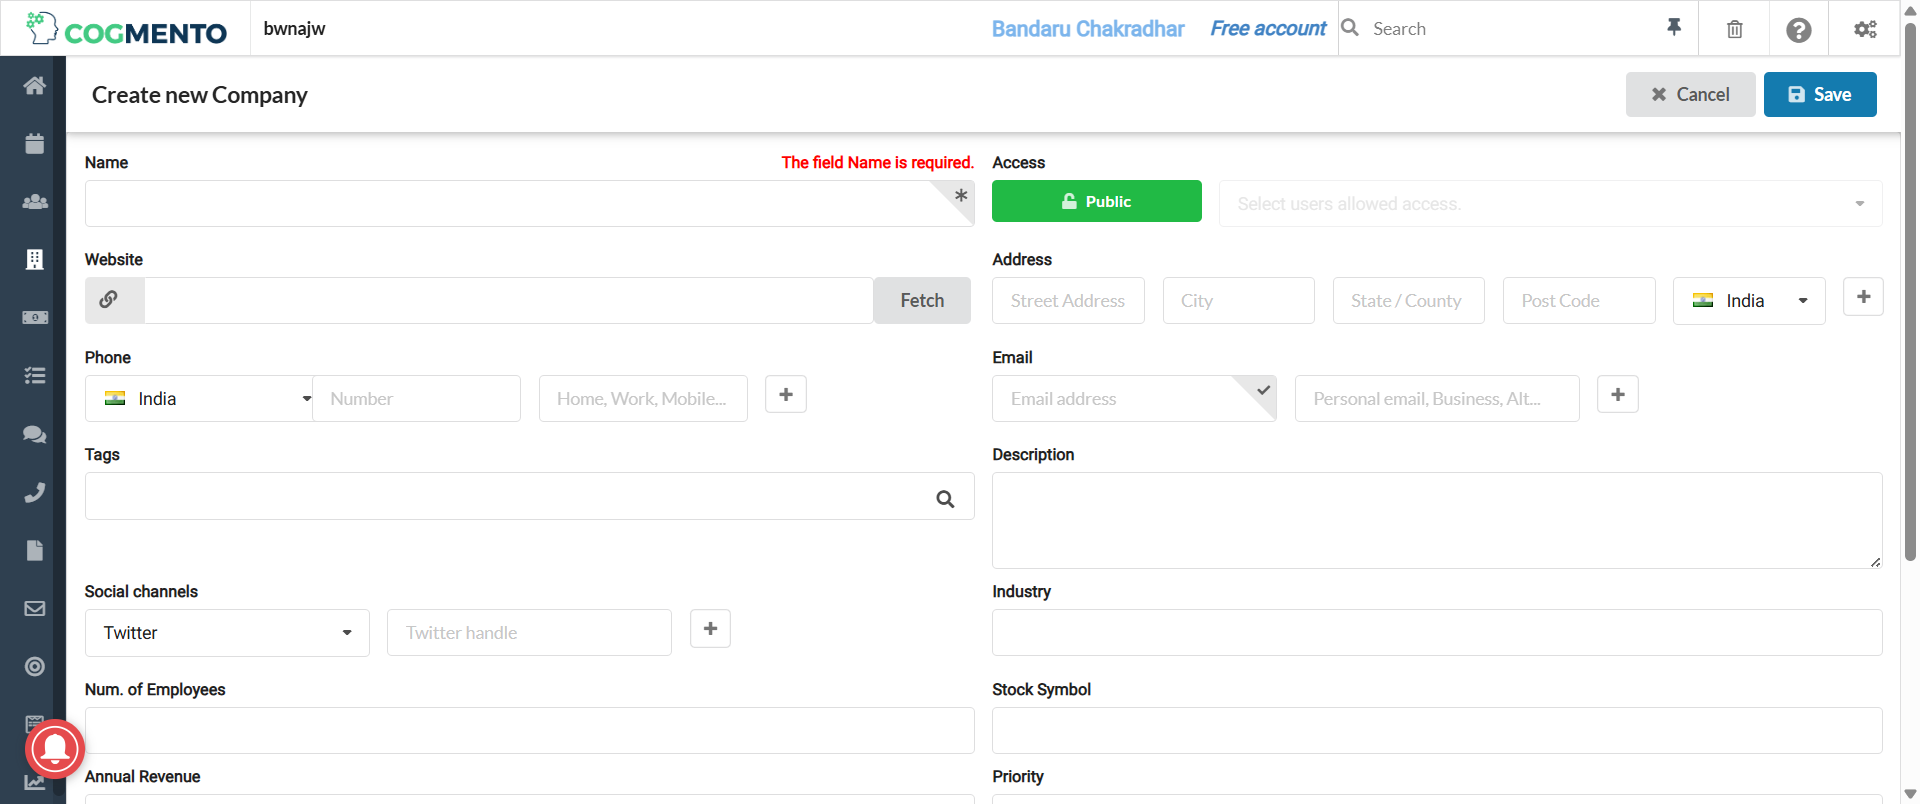 COGMENTO
bwnajw
Bandaru Chakradhar
Free account
Search
Create new Company
Cancel
Save
Name
The field Name is required.
Access
Public
Select users allowed access.
Website
Fetch
Address
Street Address
City
State / County
Post Code
India
Phone
India
Number
Home, Work, Mobile...
Email
Email address
Personal email, Business, Alt...
Tags
Description
Social channels
Twitter
Twitter handle
Industry
Num. of Employees
Stock Symbol
Annual Revenue
Priority